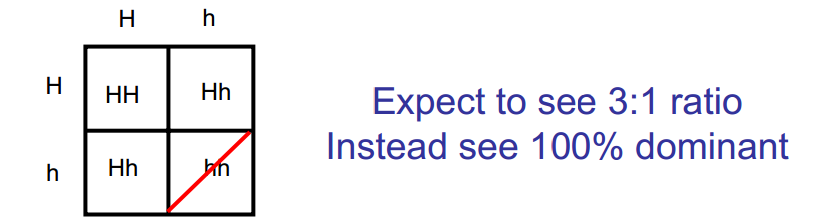 H h
H HH Hh
h Hh hh
Expect to see 3:1 ratio
Instead see 100% dominant